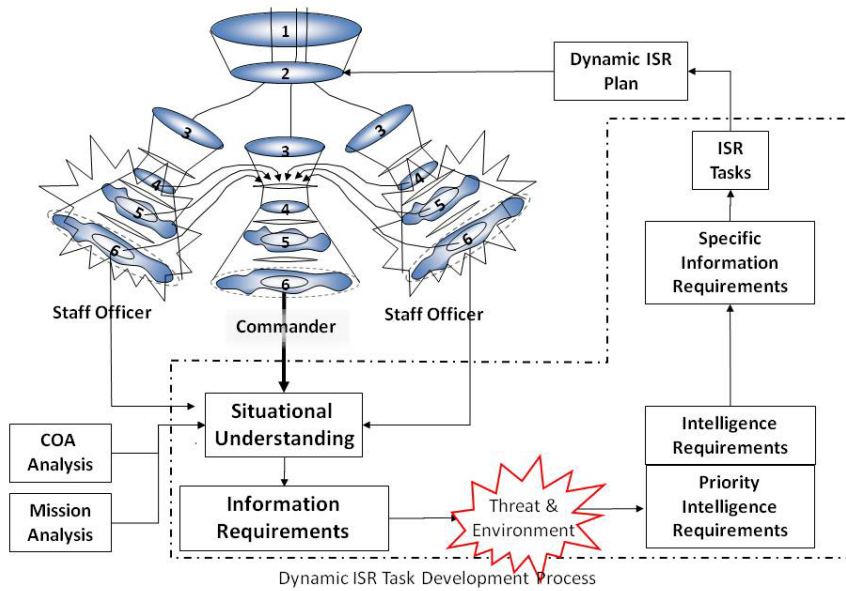 1
2
Dynamic ISR
Plan
3
3
3
ISR
Tasks
4
4
4
5
5
5
6
6
6
Specific
Information
Requirements
Staff Officer
Commander
Staff Officer
Situational
Understanding
COA
Analysis
Intelligence
Requirements
Mission
Analysis
Information
Requirements
Threat &
Environment
Priority
Intelligence
Requirements
Dynamic ISR Task Development Process